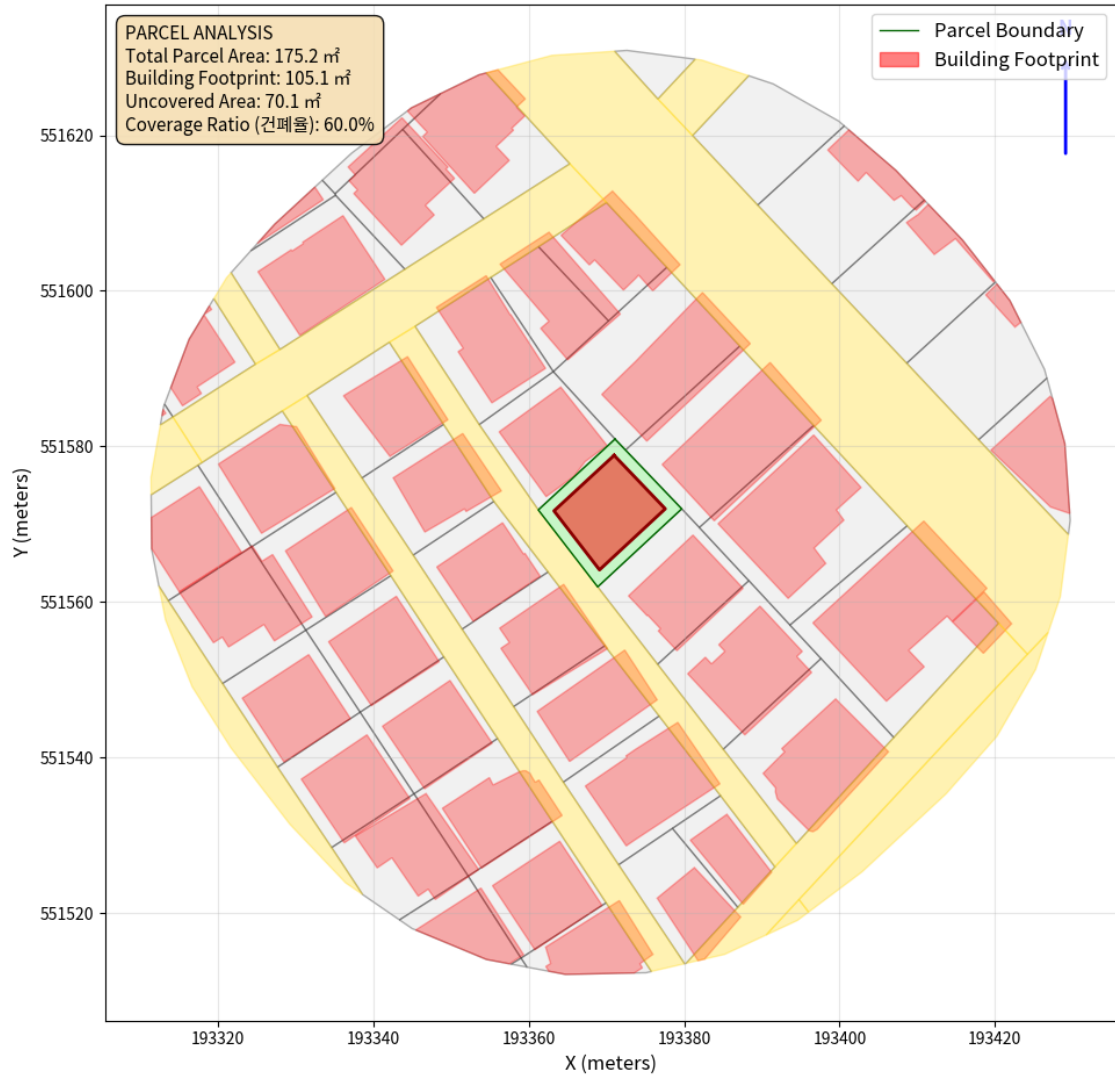 PARCEL ANALYSIS
Total Parcel Area: 175.2 ㎡
Building Footprint: 105.1 ㎡
Uncovered Area: 70.1 ㎡
Coverage Ratio (건폐율): 60.0%
N
Parcel Boundary
Building Footprint
551620
551600
551580
551560
551540
551520
Y (meters)
193320
193340
193360
193380
193400
193420
X (meters)